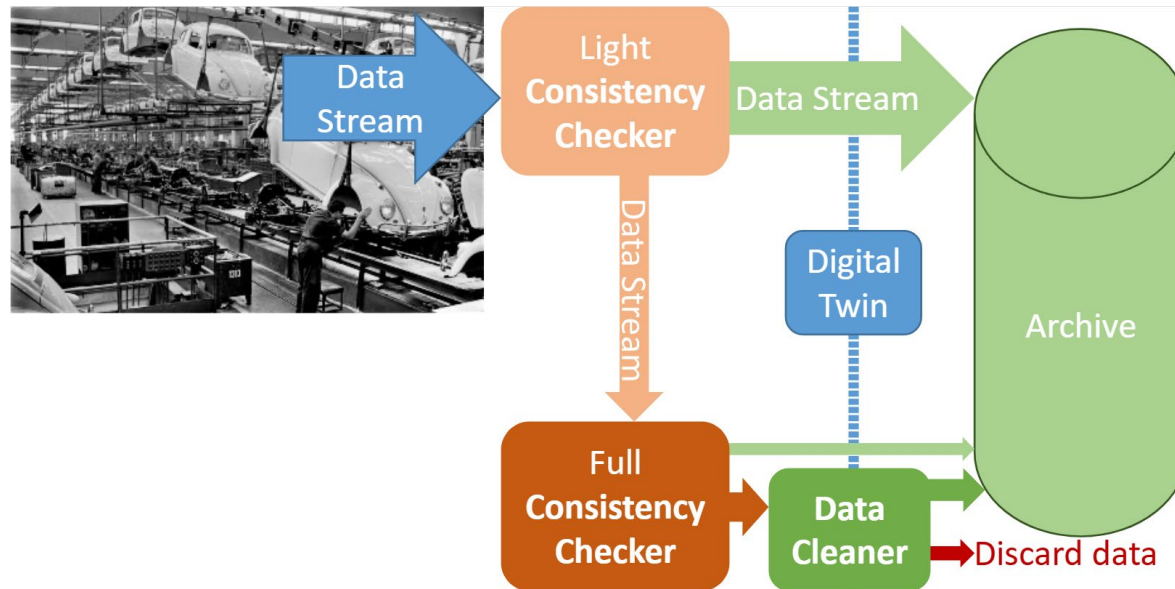 Data
Stream
Light
Consistency
Checker
Data Stream
Data Stream
Digital
Twin
Archive
Full
Consistency
Checker
Data
Cleaner
Discard data